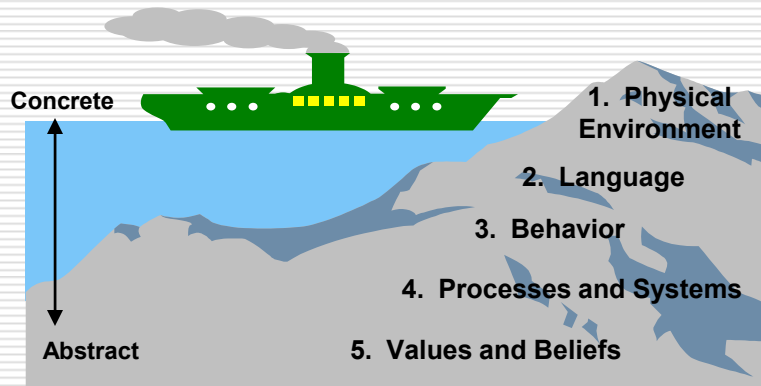 Concrete
1. Physical
Environment
2. Language
3. Behavior
4. Processes and Systems
Abstract
5. Values and Beliefs